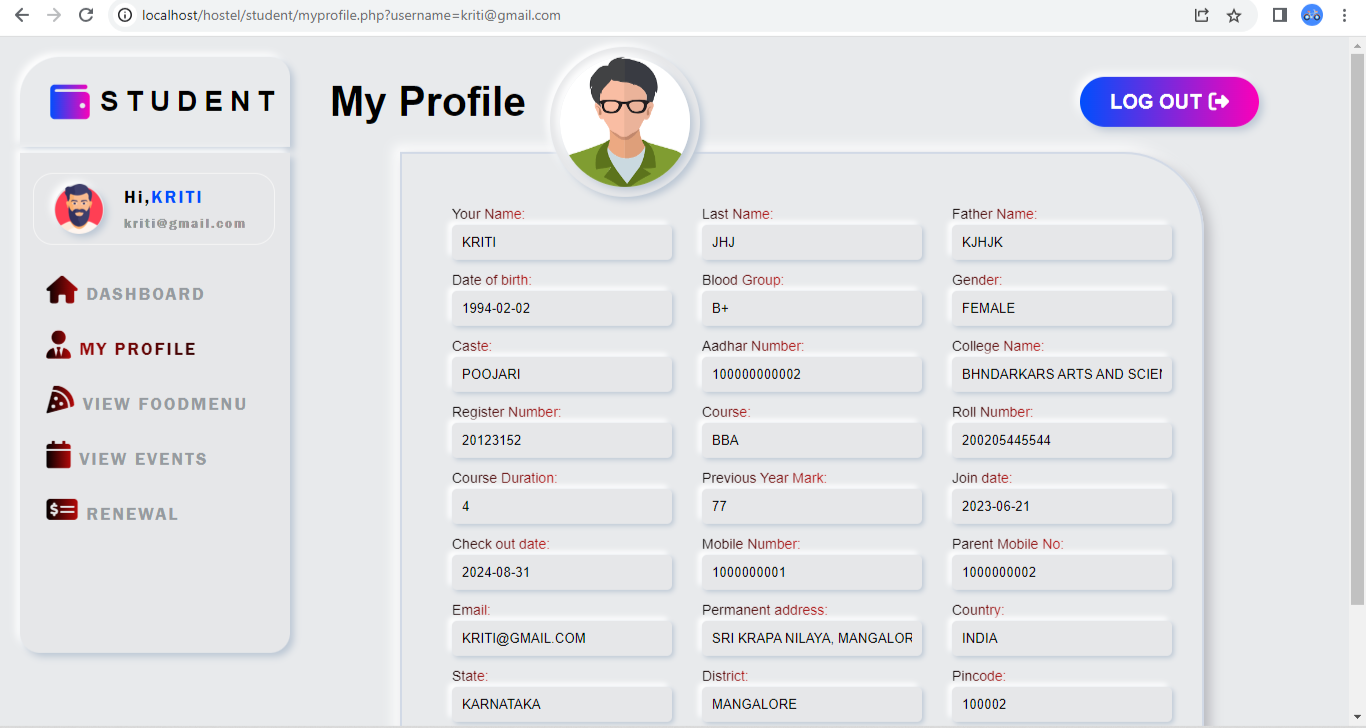 localhost/hostel/student/myprofile.php?username=kriti@gmail.com
STUDENT
My Profile
LOG OUT
Hi,KRITI
kriti@gmail.com
DASHBOARD
MY PROFILE
VIEW FOODMENU
VIEW EVENTS
RENEWAL
Your Name: Last Name: Father Name:
KRITI JHJ KJHJK
Date of birth: Blood Group: Gender:
1994-02-02 B+ FEMALE
Caste: Aadhar Number: College Name:
POOJARI 100000000002 BHNDARKARS ARTS AND SCIEN
Register Number: Course: Roll Number:
20123152 BBA 200205445544
Course Duration: Previous Year Mark: Join date:
4 77 2023-06-21
Check out date: Mobile Number: Parent Mobile No:
2024-08-31 1000000001 1000000002
Email: Permanent address: Country:
KRITI@GMAIL.COM SRI KRAPA NILAYA, MANGALOR INDIA
State: District: Pincode:
KARNATAKA MANGALORE 100002